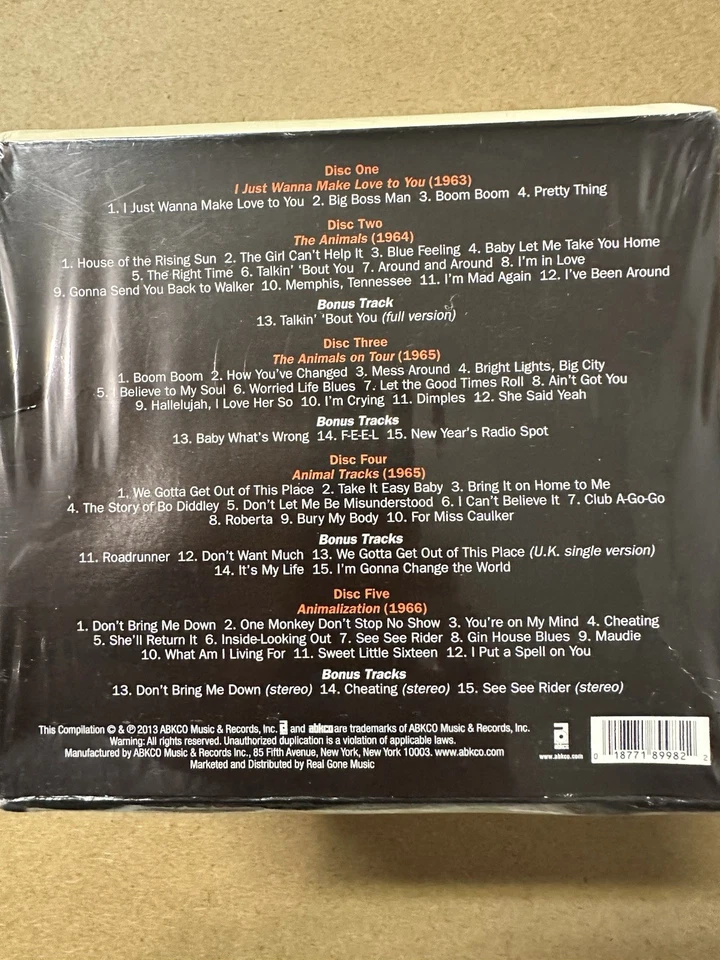 Disc One
I Just Wanna Make Love to You (1963)
1. I Just Wanna Make Love to You 2. Big Boss Man 3. Boom Boom 4. Pretty Thing
Disc Two
The Animals (1964)
1. House of the Rising Sun 2. The Girl Can't Help It 3. Blue Feeling 4. Baby Let Me Take You Home
5. The Right Time 6. Talkin' 'Bout You 7. Around and Around 8. I'm in Love
9. Gonna Send You Back to Walker 10. Memphis, Tennessee 11. I'm Mad Again 12. I've Been Around
Bonus Track
13. Talkin' 'Bout You (full version)
Disc Three
The Animals on Tour (1965)
1. Boom Boom 2. How You've Changed 3. Mess Around 4. Bright Lights, Big City
5. I Believe to My Soul 6. Worried Life Blues 7. Let the Good Times Roll 8. Ain't Got You
9. Hallelujah, I Love Her So 10. I'm Crying 11. Dimples 12. She Said Yeah
Bonus Tracks
13. Baby What's Wrong 14. F-E-E-L 15. New Year's Radio Spot
Disc Four
Animal Tracks (1965)
1. We Gotta Get Out of This Place 2. Take It Easy Baby 3. Bring It on Home to Me
4. The Story of Bo Diddley 5. Don't Let Me Be Misunderstood 6. I Can't Believe It 7. Club A-Go-Go
8. Roberta 9. Bury My Body 10. For Miss Caulker
Bonus Tracks
11. Roadrunner 12. Don't Want Much 13. We Gotta Get Out of This Place (U.K. single version)
14. It's My Life 15. I'm Gonna Change the World
Disc Five
Animalization (1966)
1. Don't Bring Me Down 2. One Monkey Don't Stop No Show 3. You're on My Mind 4. Cheating
5. She'll Return It 6. Inside-Looking Out 7. See See Rider 8. Gin House Blues 9. Maudie
10. What Am I Living For 11. Sweet Little Sixteen 12. I Put a Spell on You
Bonus Tracks
13. Don't Bring Me Down (stereo) 14. Cheating (stereo) 15. See See Rider (stereo)
This Compilation © & ℗ 2013 ABKCO Music & Records, Inc. a and abkco are trademarks of ABKCO Music & Records, Inc.
Warning: All rights reserved. Unauthorized duplication is a violation of applicable laws.
Manufactured by ABKCO Music & Records Inc., 85 Fifth Avenue, New York, New York 10003. www.abkco.com
Marketed and Distributed by Real Gone Music
www.abkco.com
0 18771 89982 2